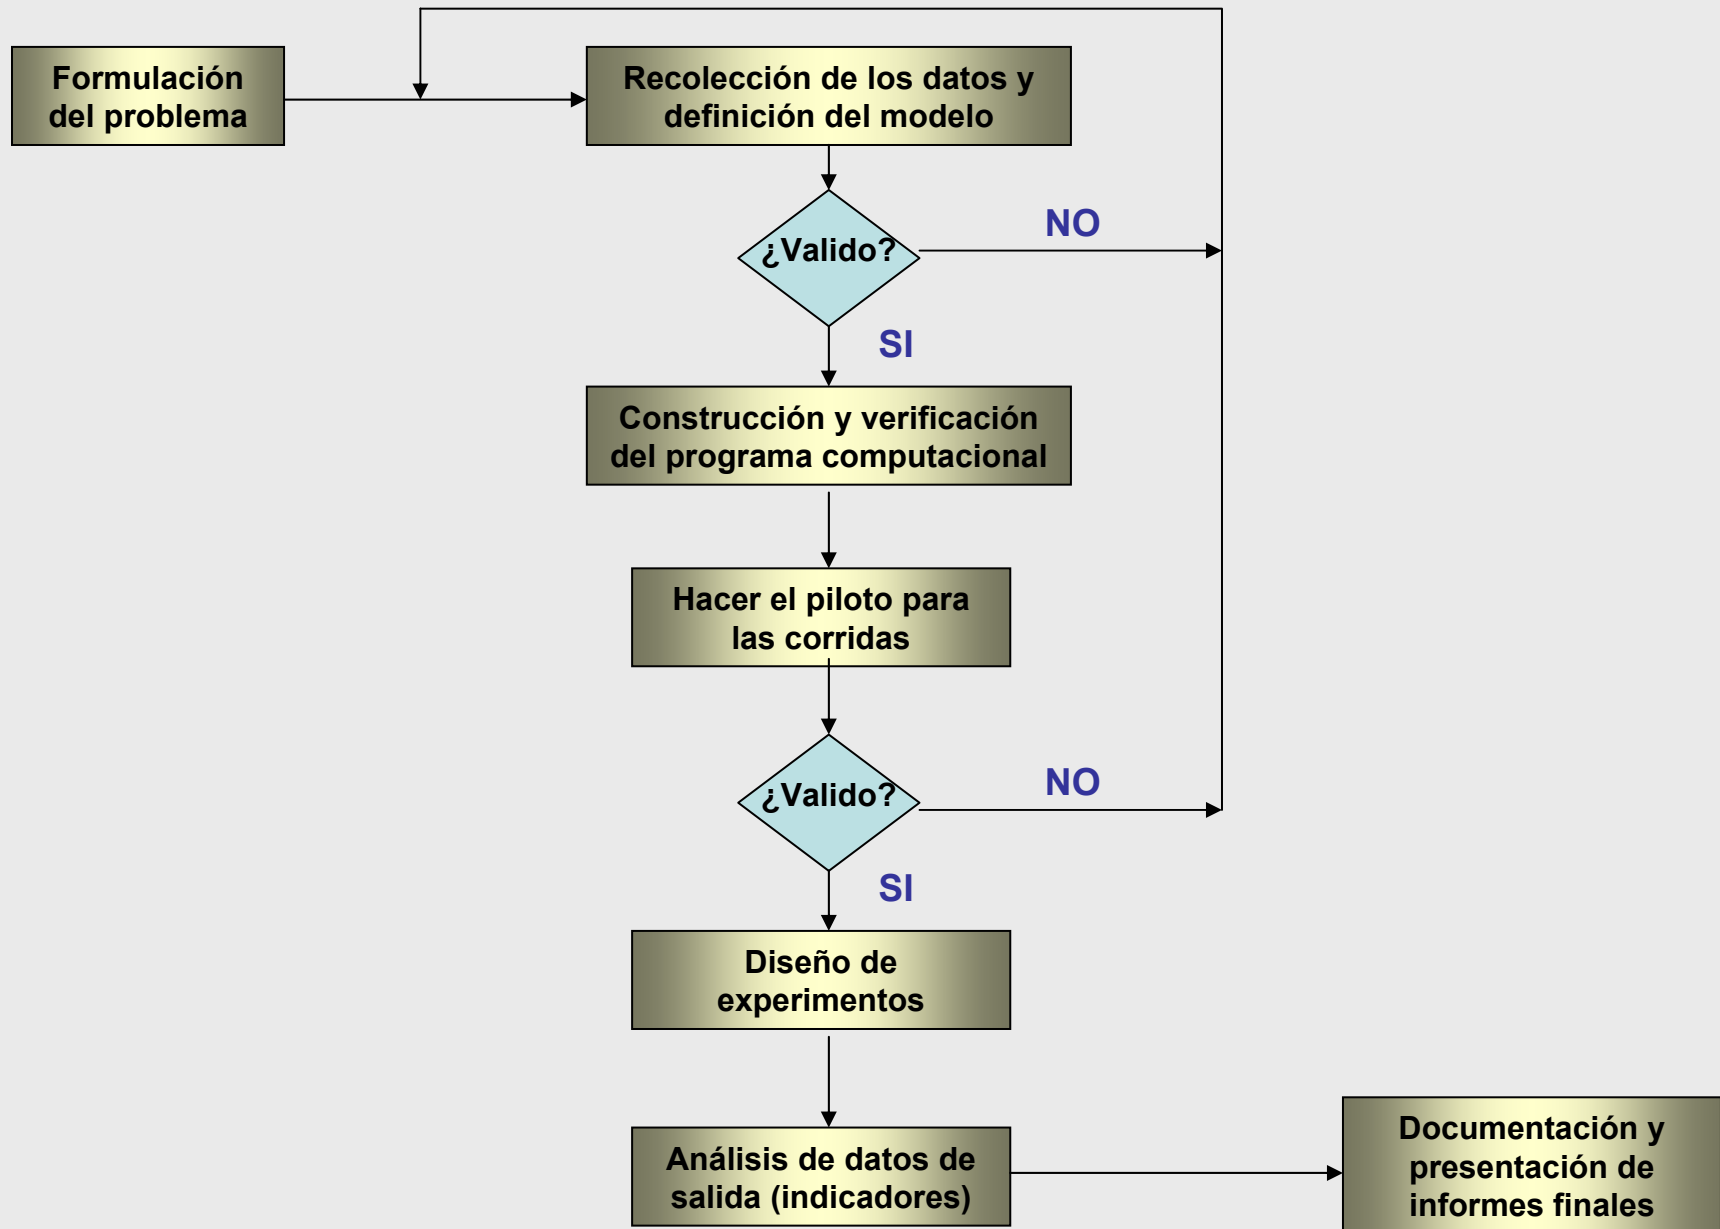 Formulación
del problema
Recolección de los datos y
definición del modelo
¿Valido?
NO
SI
Construcción y verificación
del programa computacional
Hacer el piloto para
las corridas
¿Valido?
NO
SI
Diseño de
experimentos
Análisis de datos de
salida (indicadores)
Documentación y
presentación de
informes finales